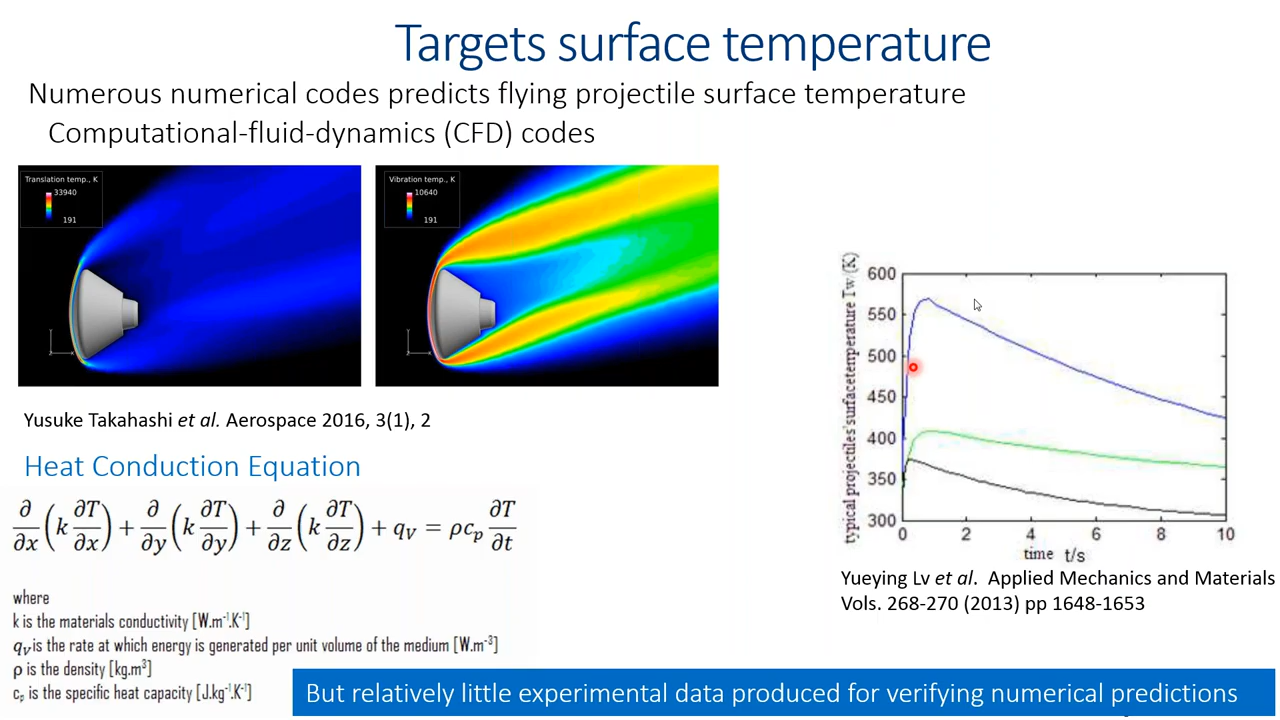 Targets surface temperature
Numerous numerical codes predicts flying projectile surface temperature
Computational-fluid-dynamics (CFD) codes
Translation temp., K
33940
191
Vibration temp., K
10640
191
Yusuke Takahashi et al. Aerospace 2016, 3(1), 2
Heat Conduction Equation
∂/∂x (k ∂T/∂x) + ∂/∂y (k ∂T/∂y) + ∂/∂z (k ∂T/∂z) + qV = ρcp ∂T/∂t
where
k is the materials conductivity [W.m⁻¹.K⁻¹]
qV is the rate at which energy is generated per unit volume of the medium [W.m⁻³]
ρ is the density [kg.m³]
cp is the specific heat capacity [J.kg⁻¹.K⁻¹]
typical projectiles' surface temperature Tw (K)
600
550
500
450
400
350
300
0 2 4 6 8 10
time t/s
Yueying Lv et al. Applied Mechanics and Materials
Vols. 268-270 (2013) pp 1648-1653
But relatively little experimental data produced for verifying numerical predictions